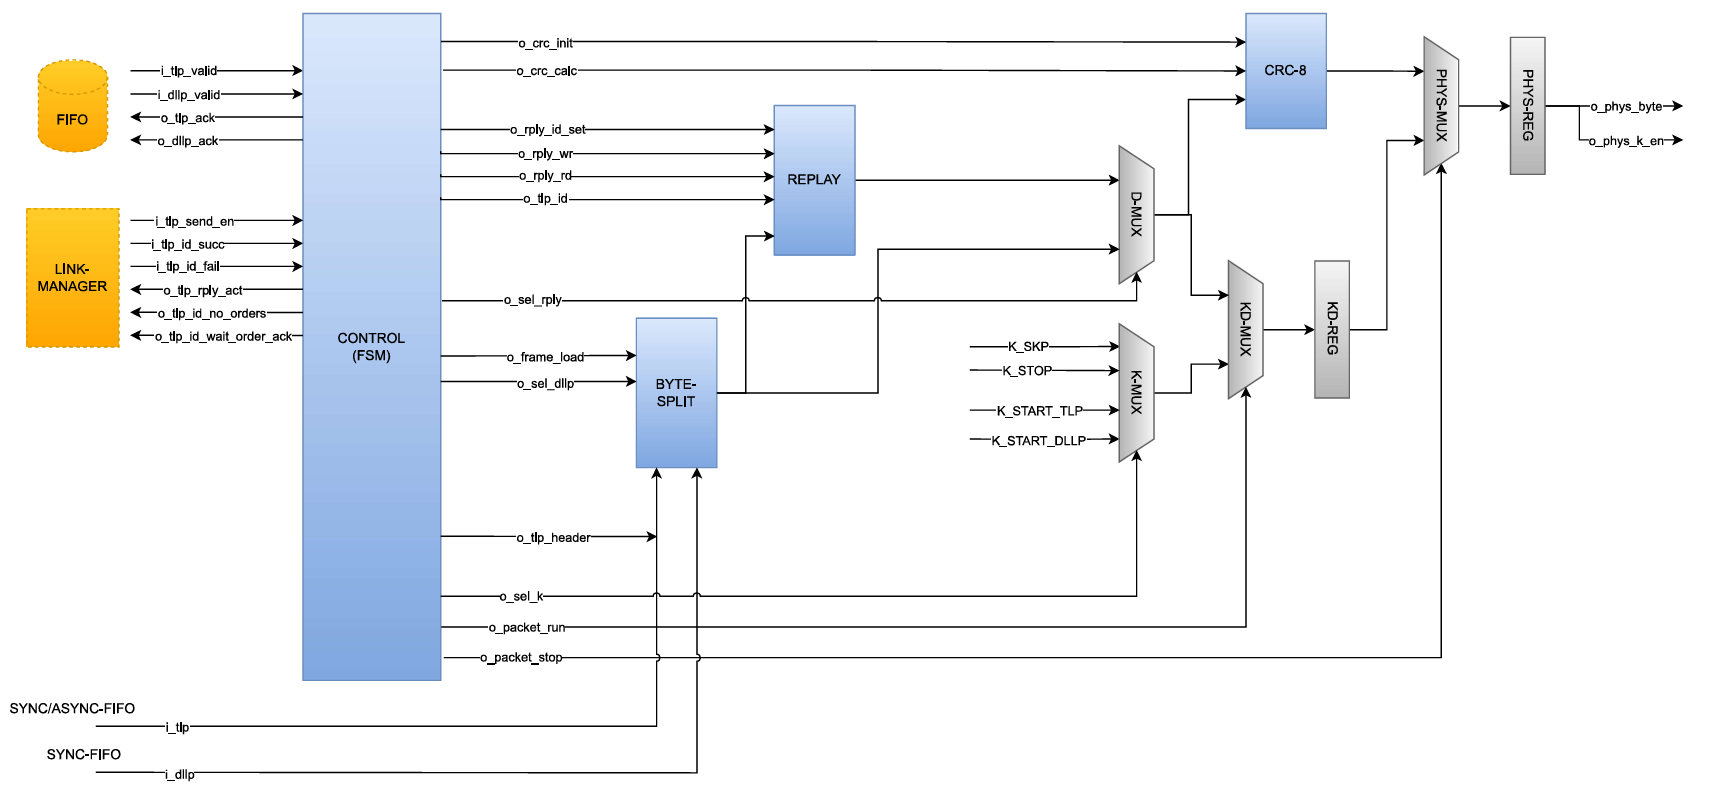 FIFO
i_tlp_valid
i_dllp_valid
o_tlp_ack
o_dllp_ack
LINK-
MANAGER
i_tlp_send_en
i_tlp_id_succ
i_tlp_id_fail
o_tlp_rply_act
o_tlp_id_no_orders
o_tlp_id_wait_order_ack
CONTROL
(FSM)
o_crc_init
o_crc_calc
o_rply_id_set
o_rply_wr
o_rply_rd
o_tlp_id
o_sel_rply
o_frame_load
o_sel_dllp
o_tlp_header
o_sel_k
o_packet_run
o_packet_stop
SYNC/ASYNC-FIFO
i_tlp
SYNC-FIFO
i_dllp
BYTE-
SPLIT
REPLAY
K_SKP
K_STOP
K_START_TLP
K_START_DLLP
D-MUX
K-MUX
CRC-8
KD-MUX
KD-REG
PHYS-MUX
PHYS-REG
o_phys_byte
o_phys_k_en